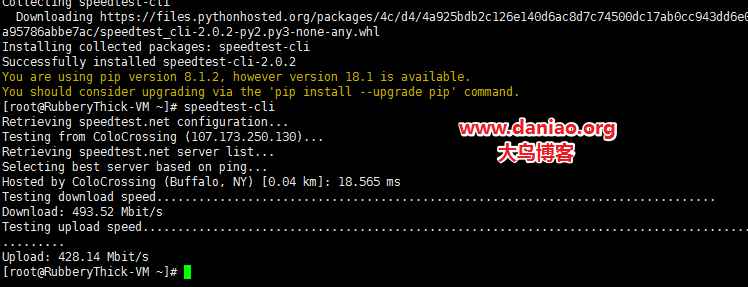 Collecting speedtest-cli
  Downloading https://files.pythonhosted.org/packages/4c/d4/4a925bdb2c126e140d6ac8d7c74500dc17ab0cc943dd6e0
a95786abbe7ac/speedtest_cli-2.0.2-py2.py3-none-any.whl
Installing collected packages: speedtest-cli
Successfully installed speedtest-cli-2.0.2
You are using pip version 8.1.2, however version 18.1 is available.
You should consider upgrading via the 'pip install --upgrade pip' command.
[root@RubberyThick-VM ~]# speedtest-cli
Retrieving speedtest.net configuration...
Testing from ColoCrossing (107.173.250.130)...
Retrieving speedtest.net server list...
Selecting best server based on ping...
Hosted by ColoCrossing (Buffalo, NY) [0.04 km]: 18.565 ms
Testing download speed................................................................................
Download: 493.52 Mbit/s
Testing upload speed.......................................................................................
.........
Upload: 428.14 Mbit/s
[root@RubberyThick-VM ~]#
www.daniao.org
大鸟博客